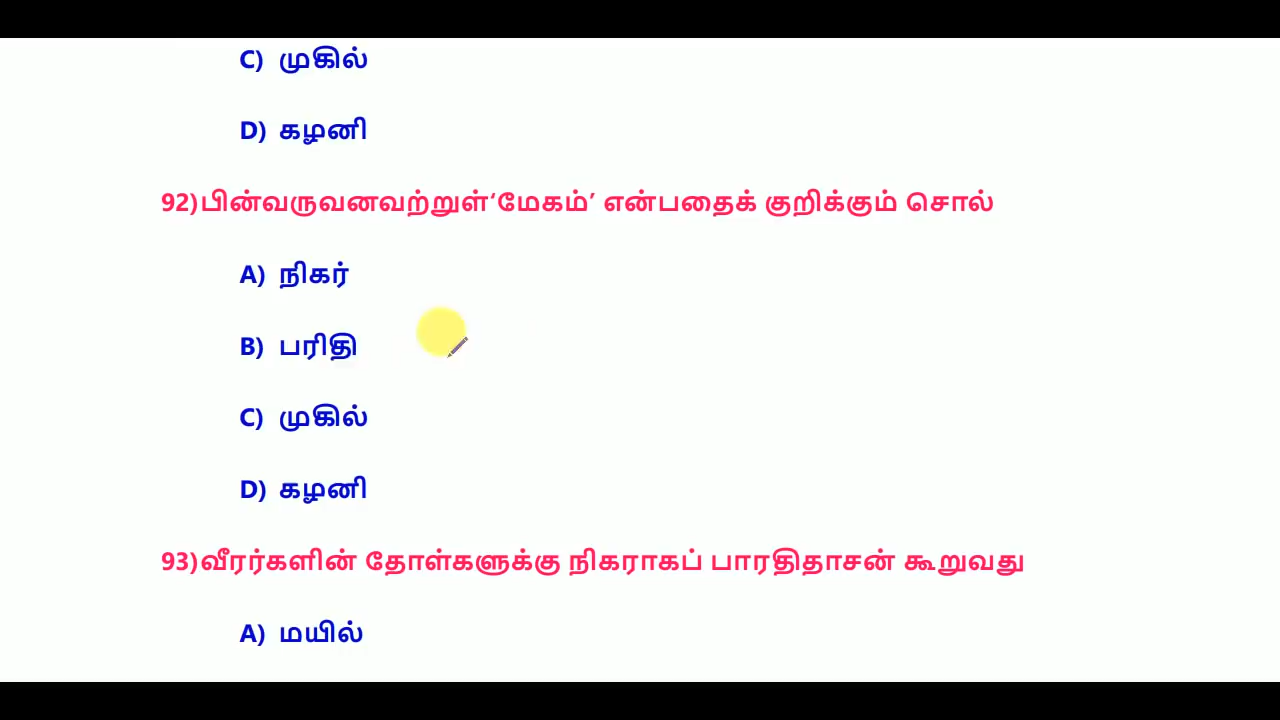 C) முகில்
D) கழனி
92)பின்வருவனவற்றுள்‘மேகம்’ என்பதைக் குறிக்கும் சொல்
A) நிகர்
B) பரிதி
C) முகில்
D) கழனி
93)வீரர்களின் தோள்களுக்கு நிகராகப் பாரதிதாசன் கூறுவது
A) மயில்